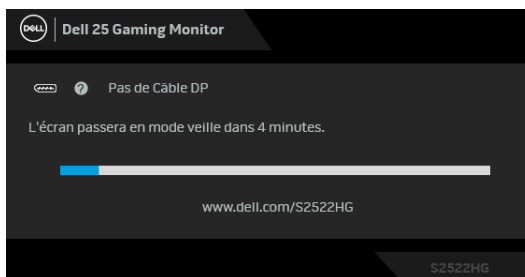 DELL
Dell 25 Gaming Monitor
? Pas de Câble DP
L'écran passera en mode veille dans 4 minutes.
www.dell.com/S2522HG
S2522HG